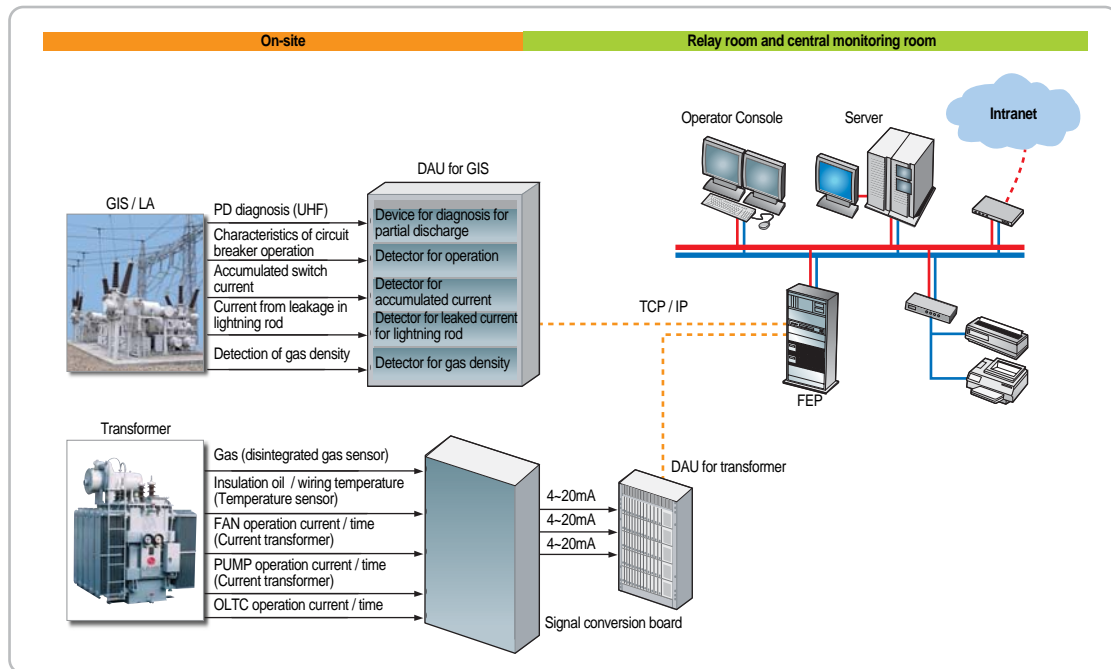 On-site
Relay room and central monitoring room
Intranet
Operator Console
Server
DAU for GIS
GIS / LA
PD diagnosis (UHF)
Characteristics of circuit
breaker operation
Accumulated switch
current
Current from leakage in
lightning rod
Detection of gas density
Device for diagnosis for
partial discharge
Detector for operation
Detector for
accumulated current
Detector for leaked current
for lightning rod
Detector for gas density
TCP / IP
FEP
Transformer
Gas (disintegrated gas sensor)
Insulation oil / wiring temperature
(Temperature sensor)
FAN operation current / time
(Current transformer)
PUMP operation current / time
(Current transformer)
OLTC operation current / time
4~20mA
4~20mA
4~20mA
DAU for transformer
Signal conversion board